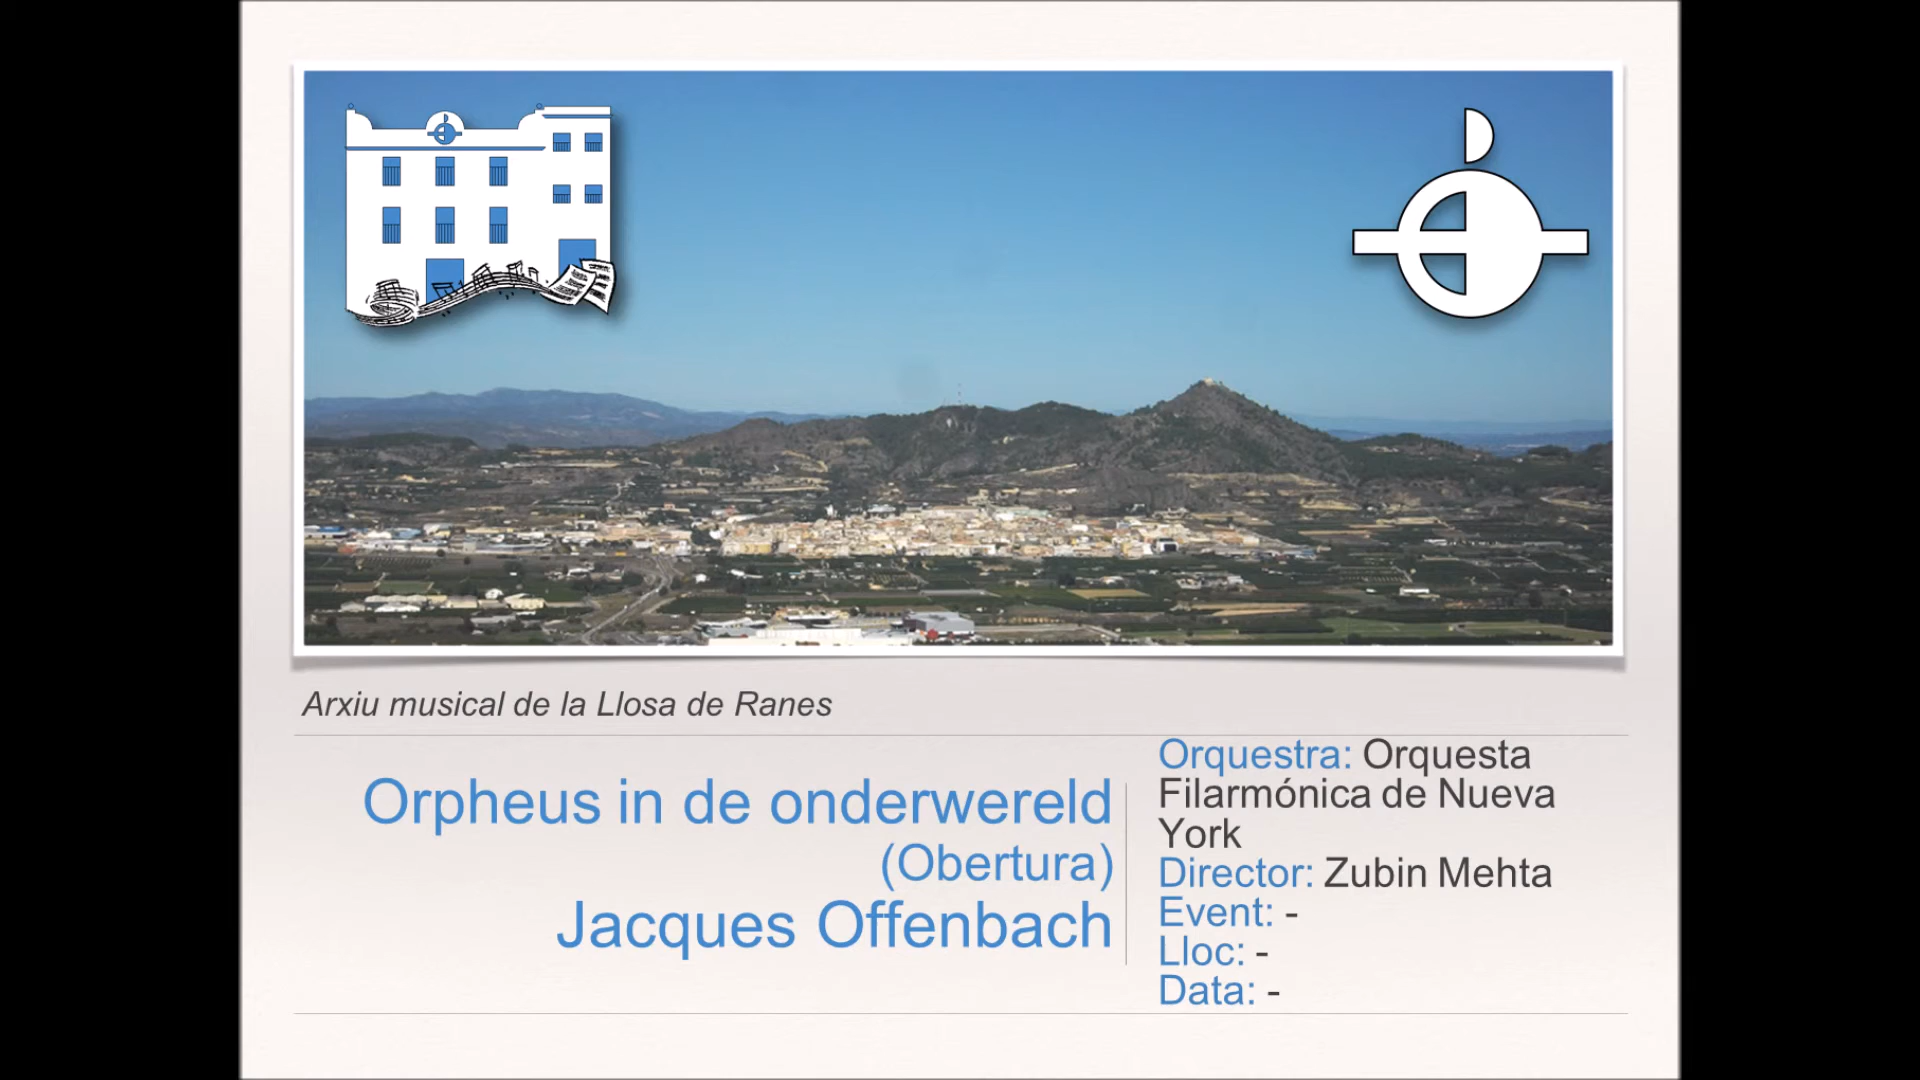 Arxiu musical de la Llosa de Ranes
Orpheus in de onderwereld
(Obertura)
Jacques Offenbach
Orquestra: Orquesta
Filarmónica de Nueva
York
Director: Zubin Mehta
Event: -
Lloc: -
Data: -